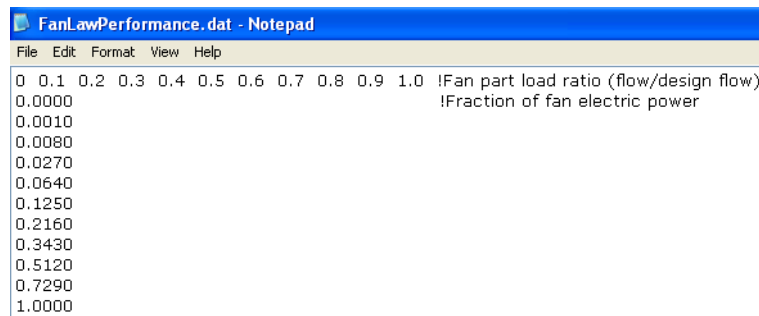 FanLawPerformance.dat - Notepad
File Edit Format View Help
0 0.1 0.2 0.3 0.4 0.5 0.6 0.7 0.8 0.9 1.0 !Fan part load ratio (flow/design flow)
0.0000 !Fraction of fan electric power
0.0010
0.0080
0.0270
0.0640
0.1250
0.2160
0.3430
0.5120
0.7290
1.0000